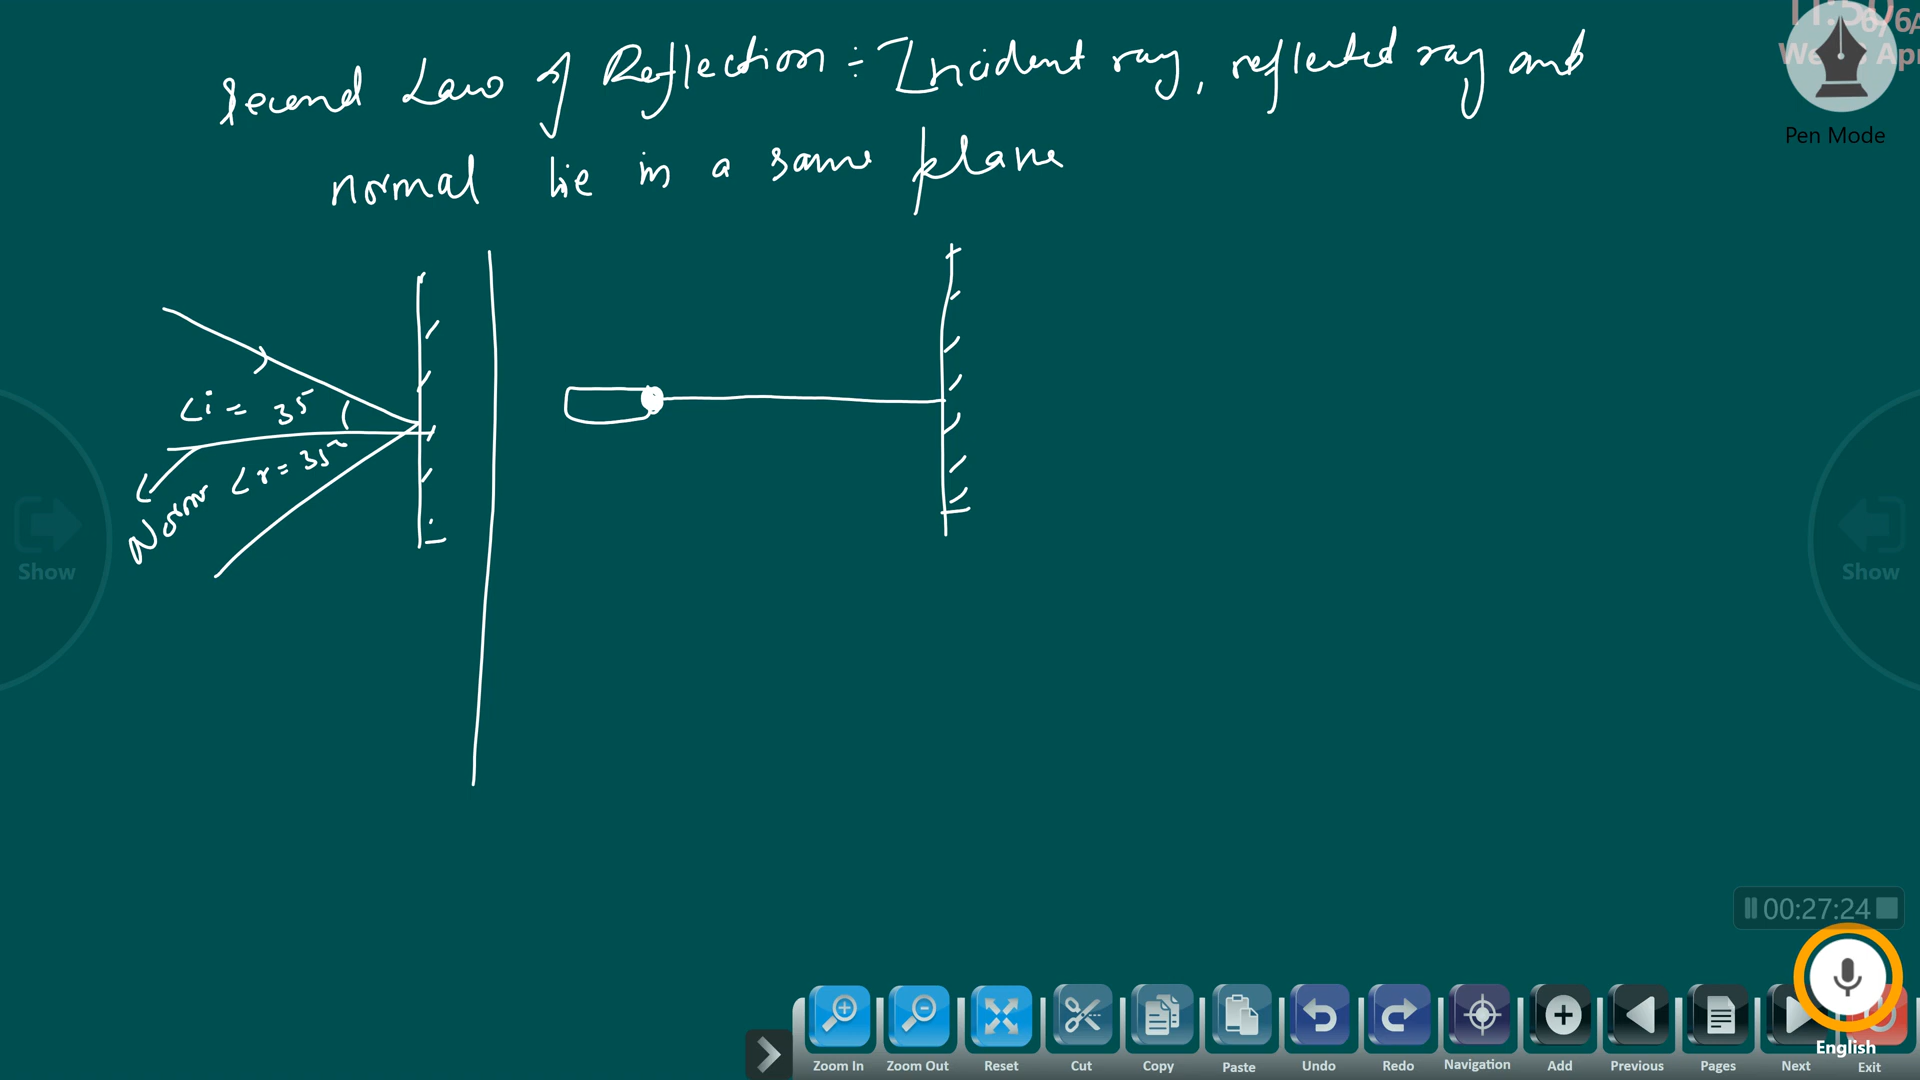 Second Law of Reflection ÷ Incident ray, reflected ray and
normal lie in a same plane
∠i = 35
∠r = 35°
Norm
Pen Mode
Show
Show
00:27:24
English
Zoom In
Zoom Out
Reset
Cut
Copy
Paste
Undo
Redo
Navigation
Add
Previous
Pages
Next
Exit